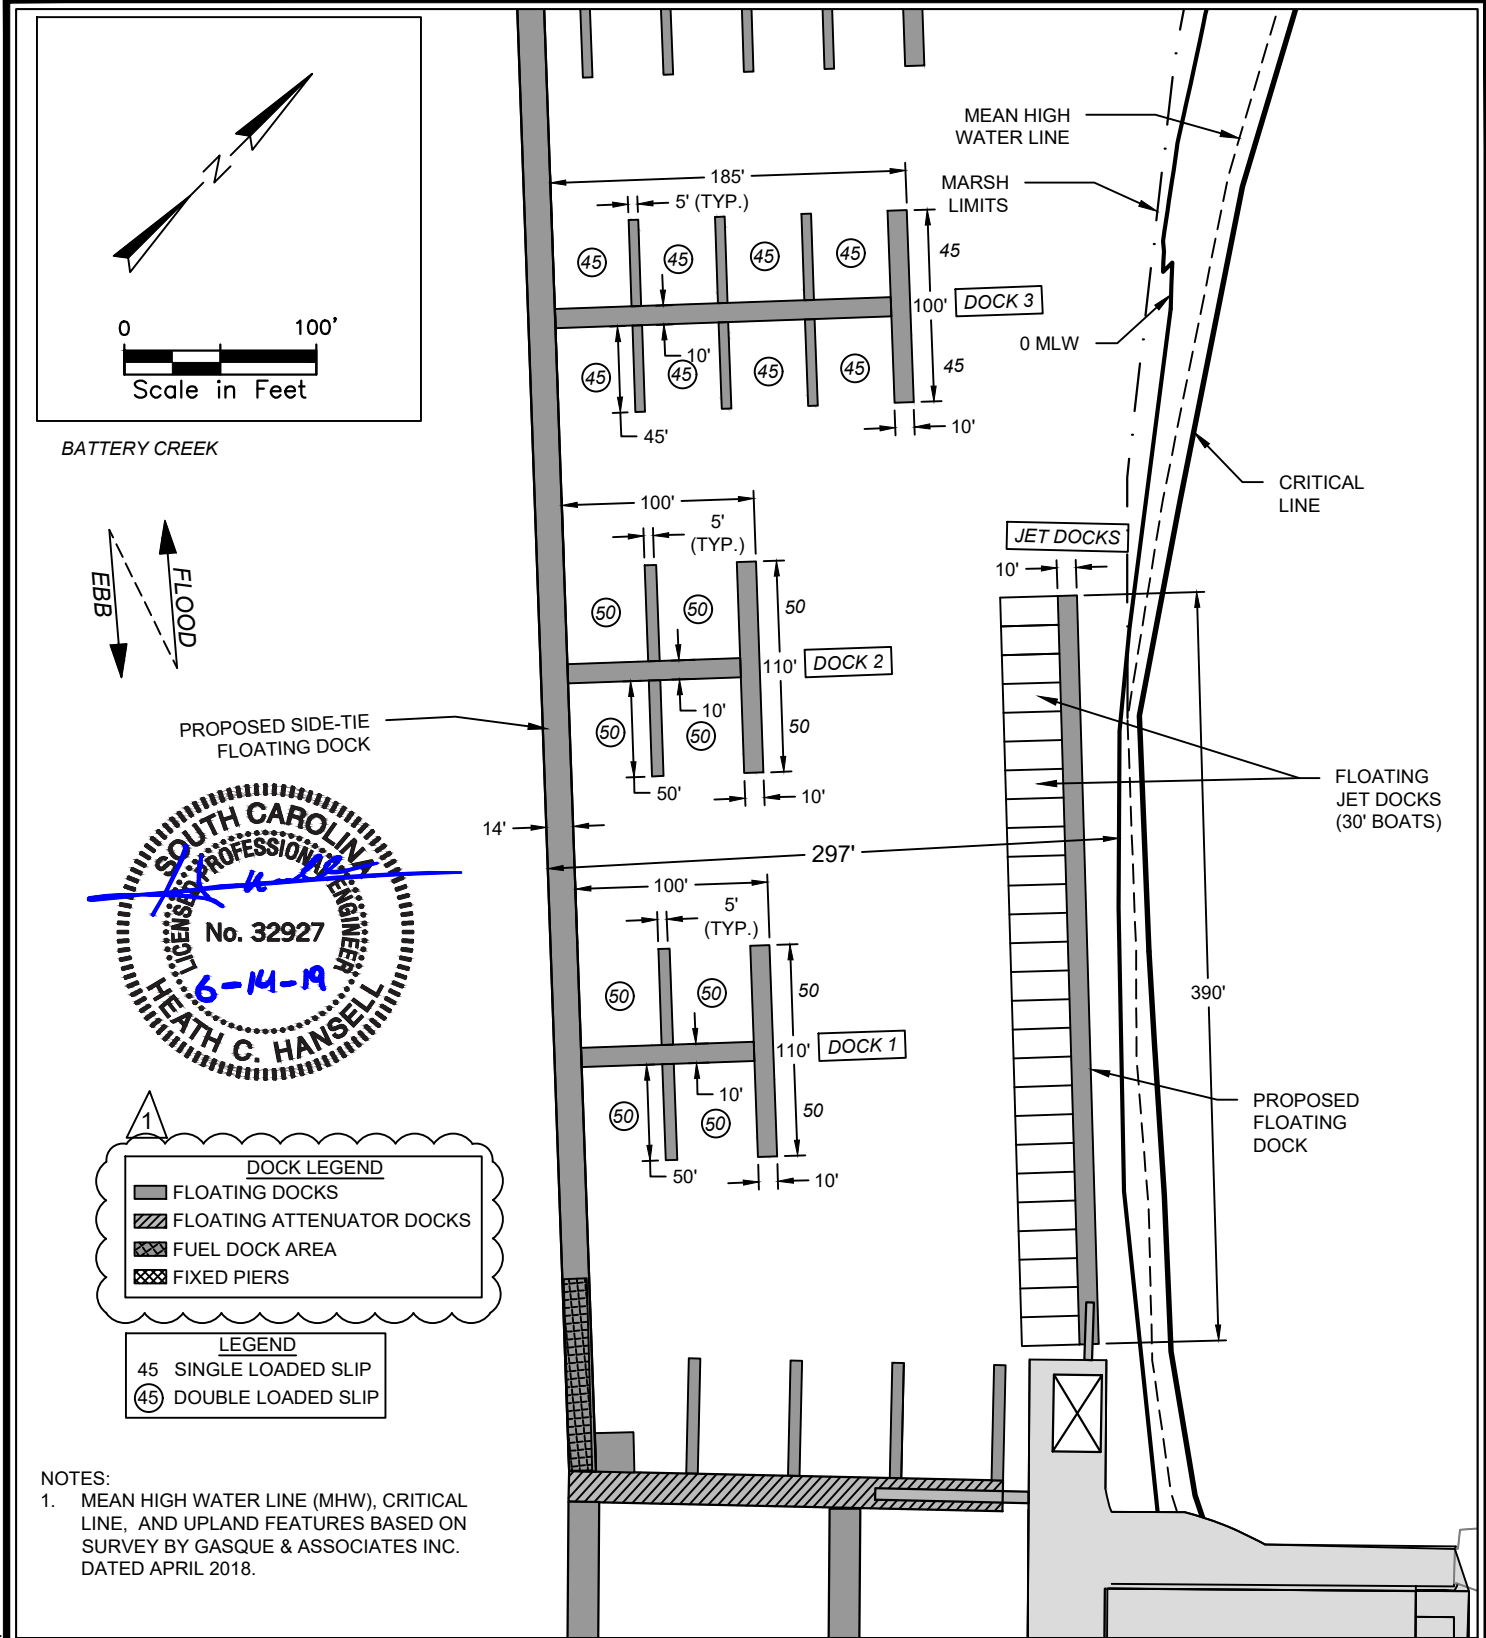 N
0 100'
Scale in Feet
BATTERY CREEK
EBB
FLOOD
MEAN HIGH
WATER LINE
MARSH
LIMITS
0 MLW
CRITICAL
LINE
185'
5' (TYP.)
45 45 45 45 45
100'
DOCK 3
10'
45 45 45 45 45
45'
10'
100'
5'
(TYP.)
50 50 50
110'
DOCK 2
10'
50 50 50
50'
10'
JET DOCKS
10'
PROPOSED SIDE-TIE
FLOATING DOCK
14'
297'
FLOATING
JET DOCKS
(30' BOATS)
390'
PROPOSED
FLOATING
DOCK
100'
5'
(TYP.)
50 50 50
110'
DOCK 1
10'
50 50 50
50'
10'
SOUTH CAROLINA
LICENSED PROFESSIONAL ENGINEER
No. 32927
6-14-19
HEATH C. HANSELL
1
DOCK LEGEND
FLOATING DOCKS
FLOATING ATTENUATOR DOCKS
FUEL DOCK AREA
FIXED PIERS
LEGEND
45 SINGLE LOADED SLIP
45 DOUBLE LOADED SLIP
NOTES:
1. MEAN HIGH WATER LINE (MHW), CRITICAL
LINE, AND UPLAND FEATURES BASED ON
SURVEY BY GASQUE & ASSOCIATES INC.
DATED APRIL 2018.